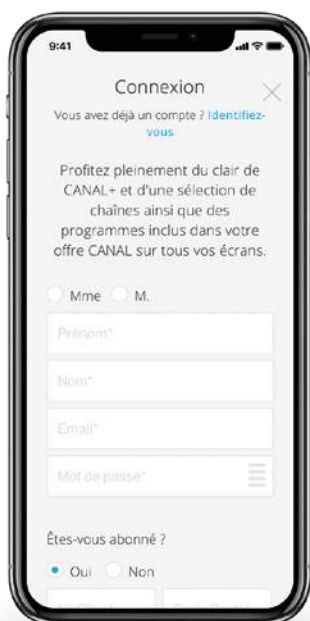 9:41
Connexion
Vous avez déjà un compte ? Identifiez-
vous
Profitez pleinement du clair de
CANAL+ et d'une sélection de
chaînes ainsi que des
programmes inclus dans votre
offre CANAL sur tous vos écrans.
Mme M.
Prénom*
Nom*
Email*
Mot de passe*
Êtes-vous abonné ?
Oui Non